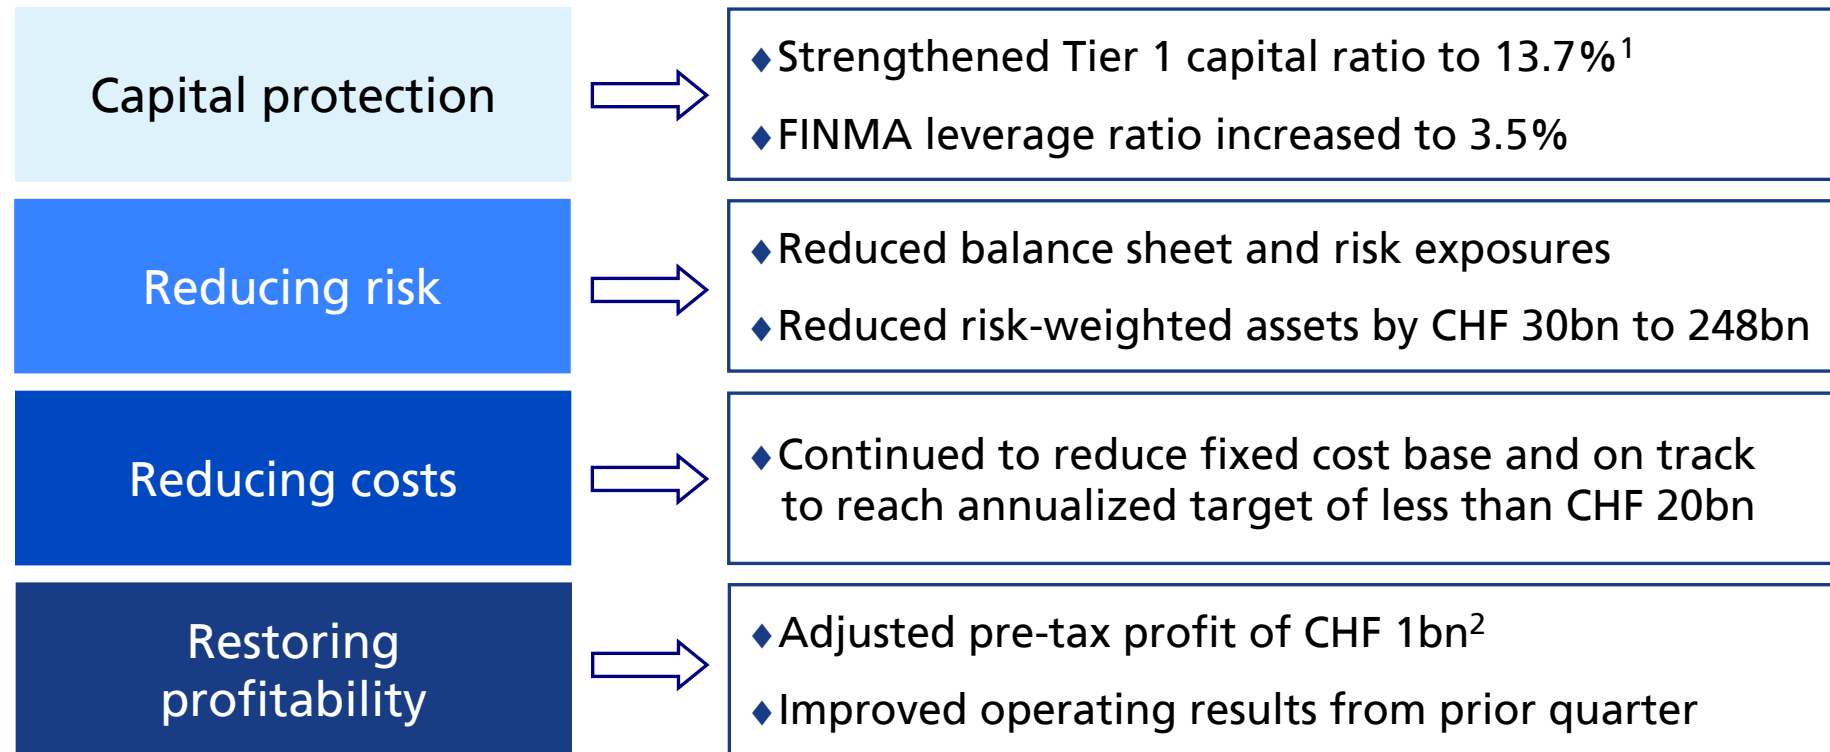 Capital protection
♦Strengthened Tier 1 capital ratio to 13.7%¹
♦FINMA leverage ratio increased to 3.5%
Reducing risk
♦Reduced balance sheet and risk exposures
♦Reduced risk-weighted assets by CHF 30bn to 248bn
Reducing costs
♦Continued to reduce fixed cost base and on track
to reach annualized target of less than CHF 20bn
Restoring
profitability
♦Adjusted pre-tax profit of CHF 1bn²
♦Improved operating results from prior quarter